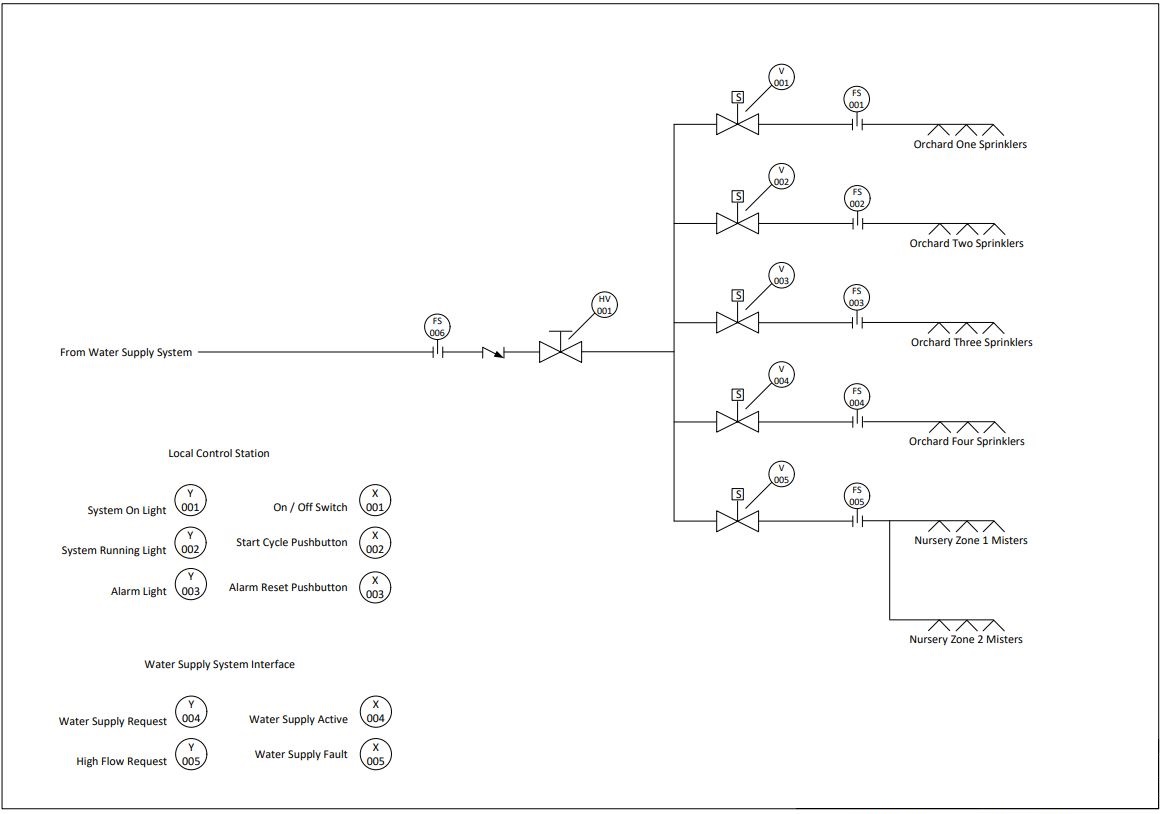 V
001
S
FS
001
Orchard One Sprinklers
V
002
S
FS
002
Orchard Two Sprinklers
V
003
S
FS
003
Orchard Three Sprinklers
HV
001
FS
006
From Water Supply System
V
004
S
FS
004
Orchard Four Sprinklers
V
005
S
FS
005
Nursery Zone 1 Misters
Nursery Zone 2 Misters
Local Control Station
System On Light
Y
001
On / Off Switch
X
001
System Running Light
Y
002
Start Cycle Pushbutton
X
002
Alarm Light
Y
003
Alarm Reset Pushbutton
X
003
Water Supply System Interface
Water Supply Request
Y
004
Water Supply Active
X
004
High Flow Request
Y
005
Water Supply Fault
X
005